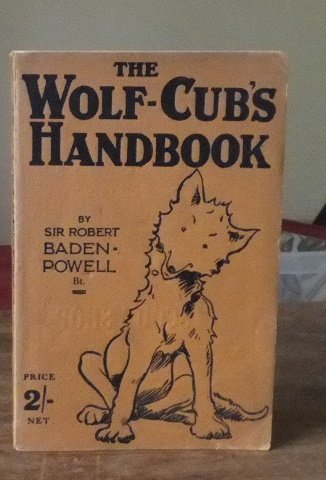 THE
WOLF-CUB'S
HANDBOOK
BY
SIR ROBERT
BADEN-
POWELL
Bt.
PRICE
2/-
NET